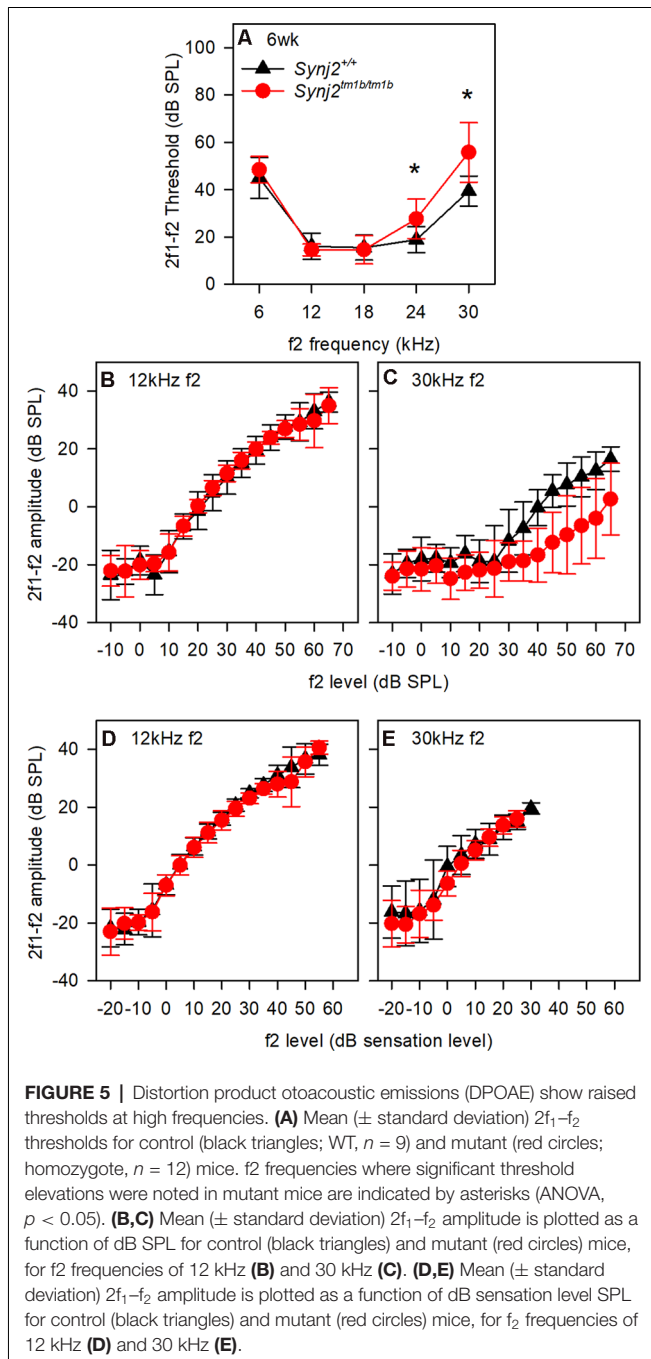 A 6wk
Synj2+/+
Synj2tm1b/tm1b
* *
2f1-f2 Threshold (dB SPL)
100
80
60
40
20
0
6 12 18 24 30
f2 frequency (kHz)
B 12kHz f2
C 30kHz f2
2f1-f2 amplitude (dB SPL)
40
20
0
-20
-40
-10 0 10 20 30 40 50 60 70
-10 0 10 20 30 40 50 60 70
f2 level (dB SPL)
D 12kHz f2
E 30kHz f2
2f1-f2 amplitude (dB SPL)
40
20
0
-20
-40
-20 -10 0 10 20 30 40 50 60
-20 -10 0 10 20 30 40 50 60
f2 level (dB sensation level)
FIGURE 5 | Distortion product otoacoustic emissions (DPOAE) show raised
thresholds at high frequencies. (A) Mean (± standard deviation) 2f₁–f₂
thresholds for control (black triangles; WT, n = 9) and mutant (red circles;
homozygote, n = 12) mice. f2 frequencies where significant threshold
elevations were noted in mutant mice are indicated by asterisks (ANOVA,
p < 0.05). (B,C) Mean (± standard deviation) 2f₁–f₂ amplitude is plotted as a
function of dB SPL for control (black triangles) and mutant (red circles) mice,
for f2 frequencies of 12 kHz (B) and 30 kHz (C). (D,E) Mean (± standard
deviation) 2f₁–f₂ amplitude is plotted as a function of dB sensation level SPL
for control (black triangles) and mutant (red circles) mice, for f₂ frequencies of
12 kHz (D) and 30 kHz (E).